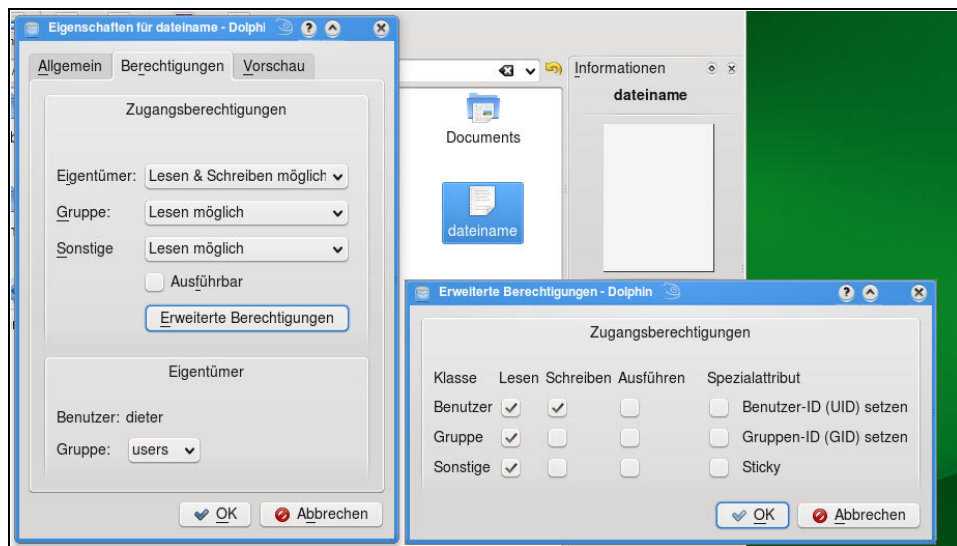 Eigenschaften für dateiname - Dolphi
Allgemein Berechtigungen Vorschau
Zugangsberechtigungen
Eigentümer: Lesen & Schreiben möglich
Gruppe: Lesen möglich
Sonstige Lesen möglich
Ausführbar
Erweiterte Berechtigungen
Eigentümer
Benutzer: dieter
Gruppe: users
OK Abbrechen
Documents
dateiname
Informationen
dateiname
Erweiterte Berechtigungen - Dolphin
Zugangsberechtigungen
Klasse Lesen Schreiben Ausführen Spezialattribut
Benutzer Benutzer-ID (UID) setzen
Gruppe Gruppen-ID (GID) setzen
Sonstige Sticky
OK Abbrechen